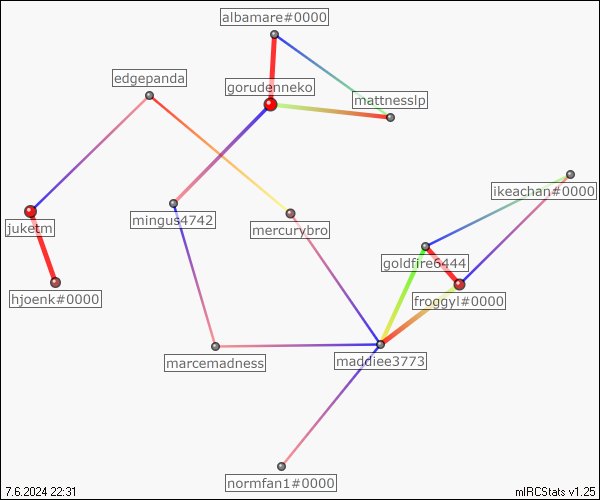 albamare#0000
edgepanda
gorudenneko
mattnesslp
ikeachan#0000
mingus4742
juketm
mercurybro
goldfire6444
hjoenk#0000
froggyl#0000
marcemadness
maddiee3773
normfan1#0000
7.6.2024 22:31
mIRCStats v1.25